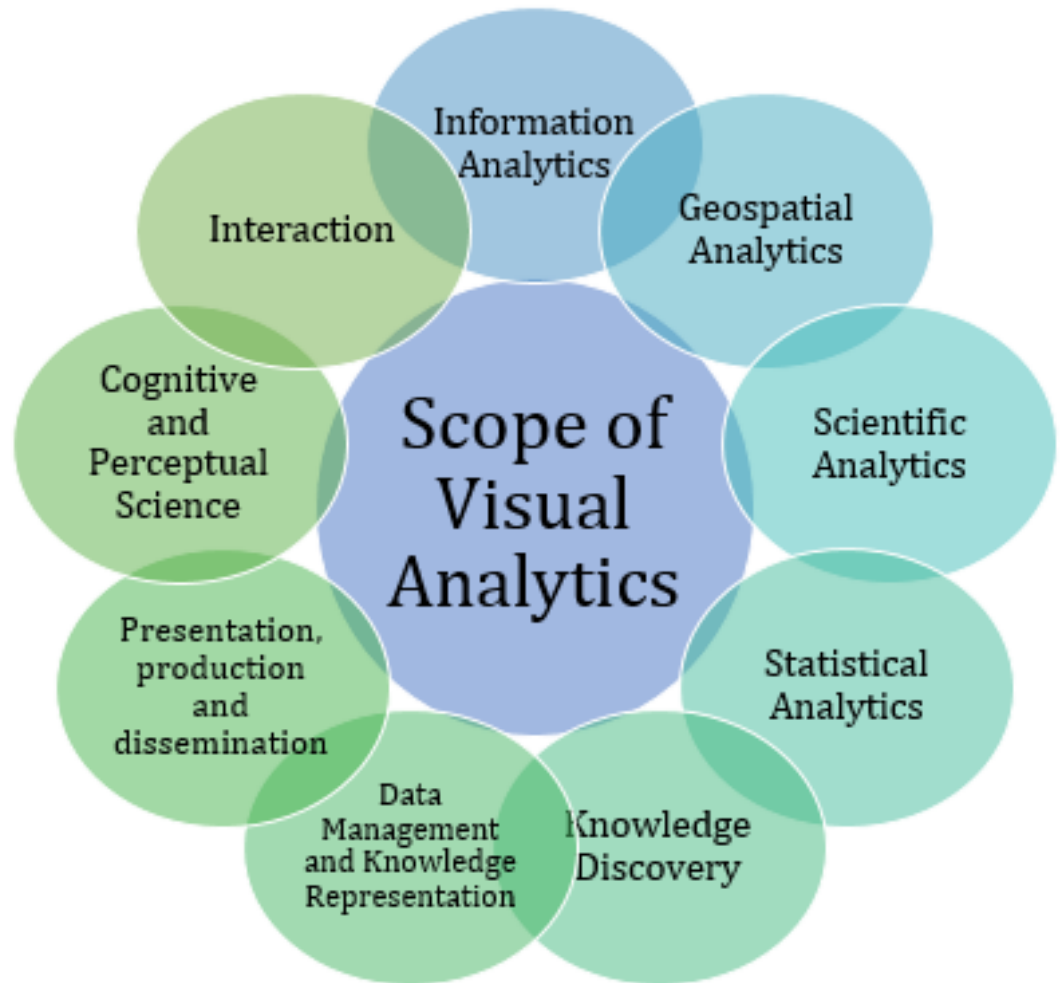 Information
Analytics
Geospatial
Analytics
Scientific
Analytics
Statistical
Analytics
Knowledge
Discovery
Data
Management
and Knowledge
Representation
Presentation,
production
and
dissemination
Cognitive
and
Perceptual
Science
Interaction
Scope of
Visual
Analytics